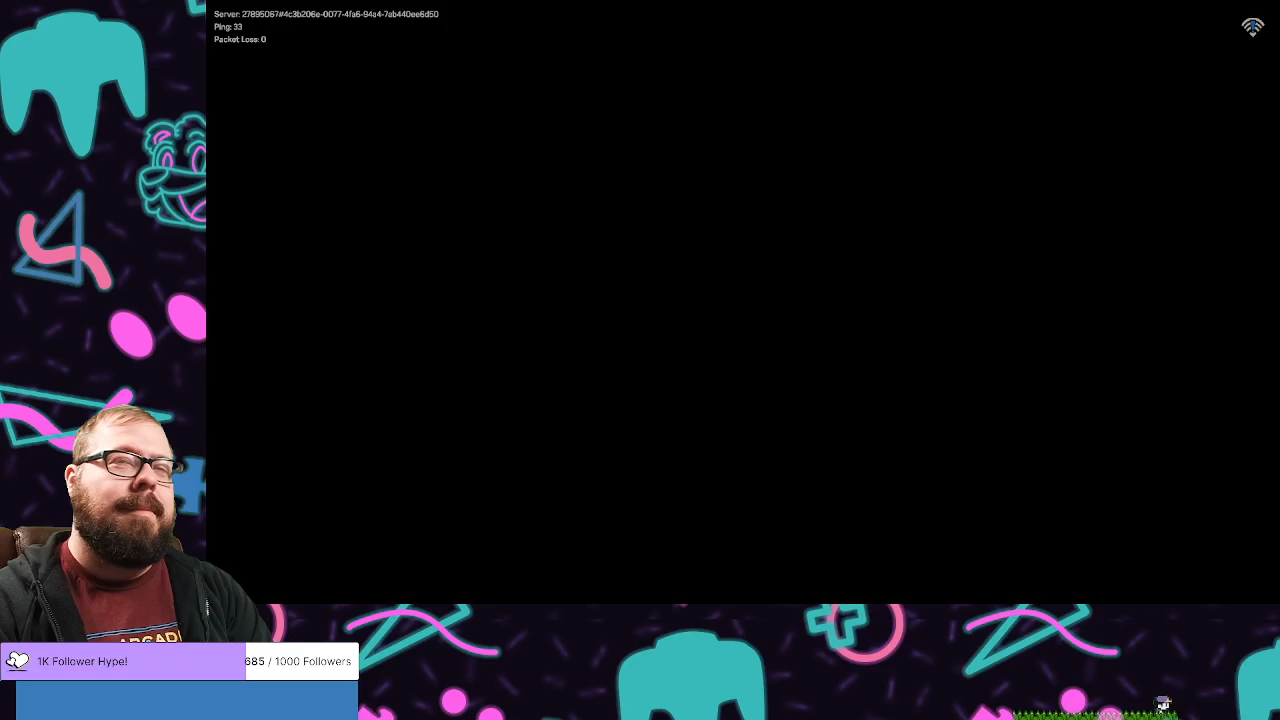 Server: 27895067#4c3b206e-0077-4fa6-94a4-7ab440ee6d50
Ping: 33
Packet Loss: 0
1K Follower Hype!
685 / 1000 Followers